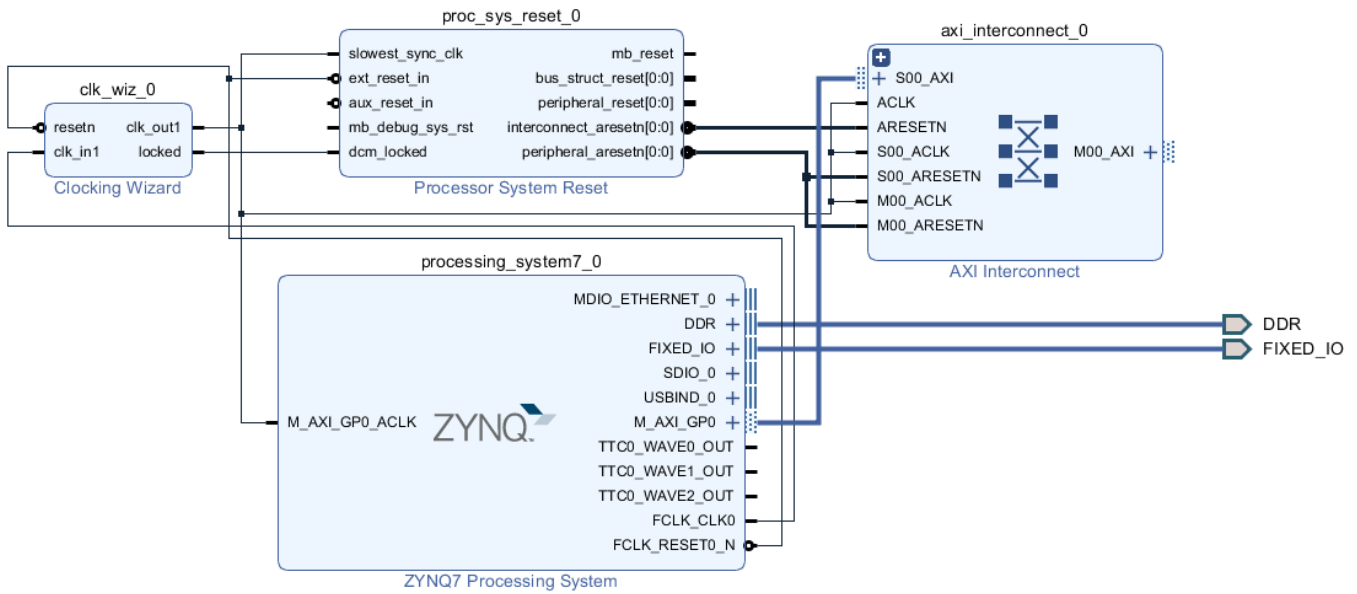 proc_sys_reset_0
slowest_sync_clk
ext_reset_in
aux_reset_in
mb_debug_sys_rst
dcm_locked
mb_reset
bus_struct_reset[0:0]
peripheral_reset[0:0]
interconnect_aresetn[0:0]
peripheral_aresetn[0:0]
Processor System Reset
axi_interconnect_0
S00_AXI
ACLK
ARESETN
S00_ACLK
S00_ARESETN
M00_ACLK
M00_ARESETN
M00_AXI
AXI Interconnect
clk_wiz_0
resetn
clk_in1
clk_out1
locked
Clocking Wizard
processing_system7_0
M_AXI_GP0_ACLK
ZYNQ
MDIO_ETHERNET_0
DDR
FIXED_IO
SDIO_0
USBIND_0
M_AXI_GP0
TTC0_WAVE0_OUT
TTC0_WAVE1_OUT
TTC0_WAVE2_OUT
FCLK_CLK0
FCLK_RESET0_N
ZYNQ7 Processing System
DDR
FIXED_IO